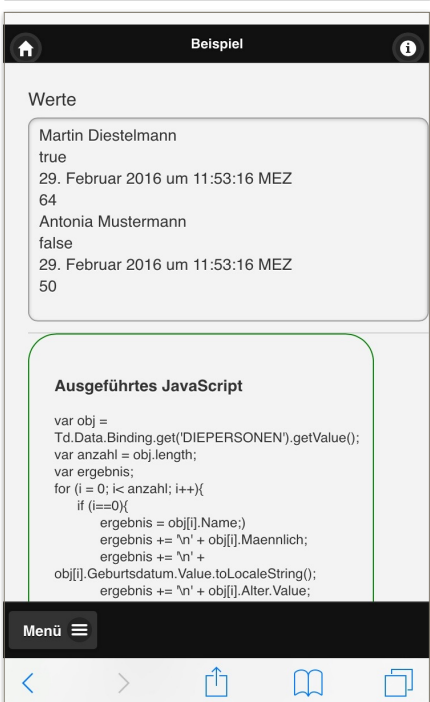 Beispiel
Werte
Martin Diestelmann
true
29. Februar 2016 um 11:53:16 MEZ
64
Antonia Mustermann
false
29. Februar 2016 um 11:53:16 MEZ
50
Ausgeführtes JavaScript
var obj =
Td.Data.Binding.get('DIEPERSONEN').getValue();
var anzahl = obj.length;
var ergebnis;
for (i = 0; i< anzahl; i++){
if (i==0){
ergebnis = obj[i].Name;)
ergebnis += '\n' + obj[i].Maennlich;
ergebnis += '\n' +
obj[i].Geburtsdatum.Value.toLocaleString();
ergebnis += '\n' + obj[i].Alter.Value;
Menü